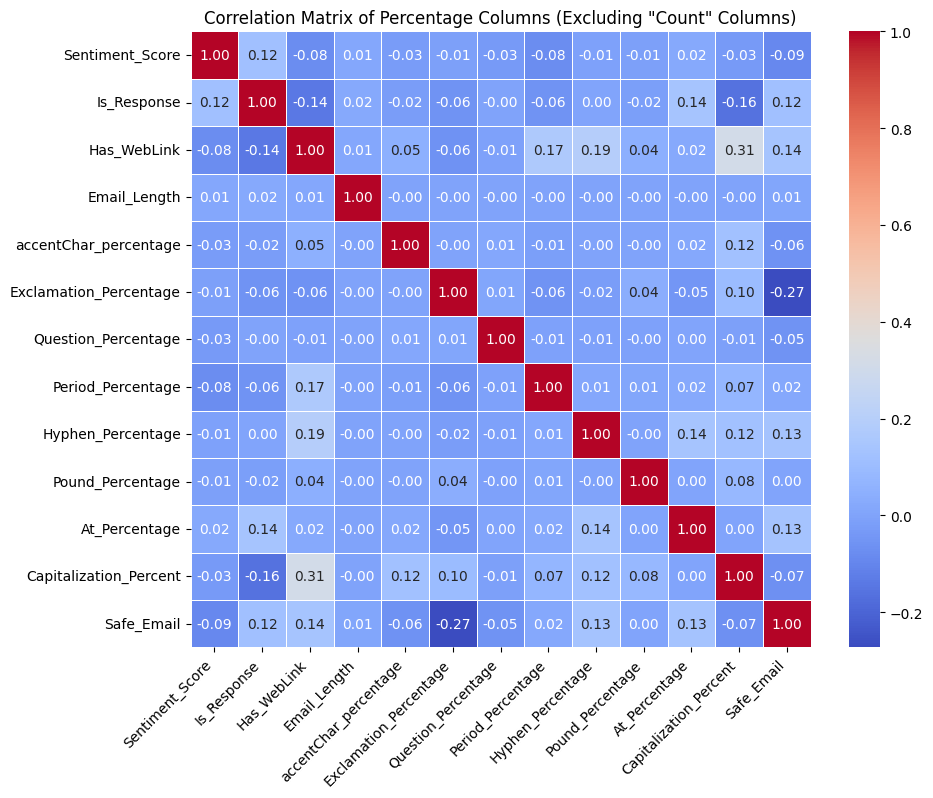 Correlation Matrix of Percentage Columns (Excluding "Count" Columns)
Sentiment_Score 1.00 0.12 -0.08 0.01 -0.03 -0.01 -0.03 -0.08 -0.01 -0.01 0.02 -0.03 -0.09
Is_Response 0.12 1.00 -0.14 0.02 -0.02 -0.06 -0.00 -0.06 0.00 -0.02 0.14 -0.16 0.12
Has_WebLink -0.08 -0.14 1.00 0.01 0.05 -0.06 -0.01 0.17 0.19 0.04 0.02 0.31 0.14
Email_Length 0.01 0.02 0.01 1.00 -0.00 -0.00 -0.00 -0.00 -0.00 -0.00 -0.00 -0.00 0.01
accentChar_percentage -0.03 -0.02 0.05 -0.00 1.00 -0.00 0.01 -0.01 -0.00 -0.00 0.02 0.12 -0.06
Exclamation_Percentage -0.01 -0.06 -0.06 -0.00 -0.00 1.00 0.01 -0.06 -0.02 0.04 -0.05 0.10 -0.27
Question_Percentage -0.03 -0.00 -0.01 -0.00 0.01 0.01 1.00 -0.01 -0.01 -0.00 0.00 -0.01 -0.05
Period_Percentage -0.08 -0.06 0.17 -0.00 -0.01 -0.06 -0.01 1.00 0.01 0.01 0.02 0.07 0.02
Hyphen_Percentage -0.01 0.00 0.19 -0.00 -0.00 -0.02 -0.01 0.01 1.00 -0.00 0.14 0.12 0.13
Pound_Percentage -0.01 -0.02 0.04 -0.00 -0.00 0.04 -0.00 0.01 -0.00 1.00 0.00 0.08 0.00
At_Percentage 0.02 0.14 0.02 -0.00 0.02 -0.05 0.00 0.02 0.14 0.00 1.00 0.00 0.13
Capitalization_Percent -0.03 -0.16 0.31 -0.00 0.12 0.10 -0.01 0.07 0.12 0.08 0.00 1.00 -0.07
Safe_Email -0.09 0.12 0.14 0.01 -0.06 -0.27 -0.05 0.02 0.13 0.00 0.13 -0.07 1.00
Sentiment_Score
Is_Response
Has_WebLink
Email_Length
accentChar_percentage
Exclamation_Percentage
Question_Percentage
Period_Percentage
Hyphen_Percentage
Pound_Percentage
At_Percentage
Capitalization_Percent
Safe_Email
1.0
0.8
0.6
0.4
0.2
0.0
−0.2